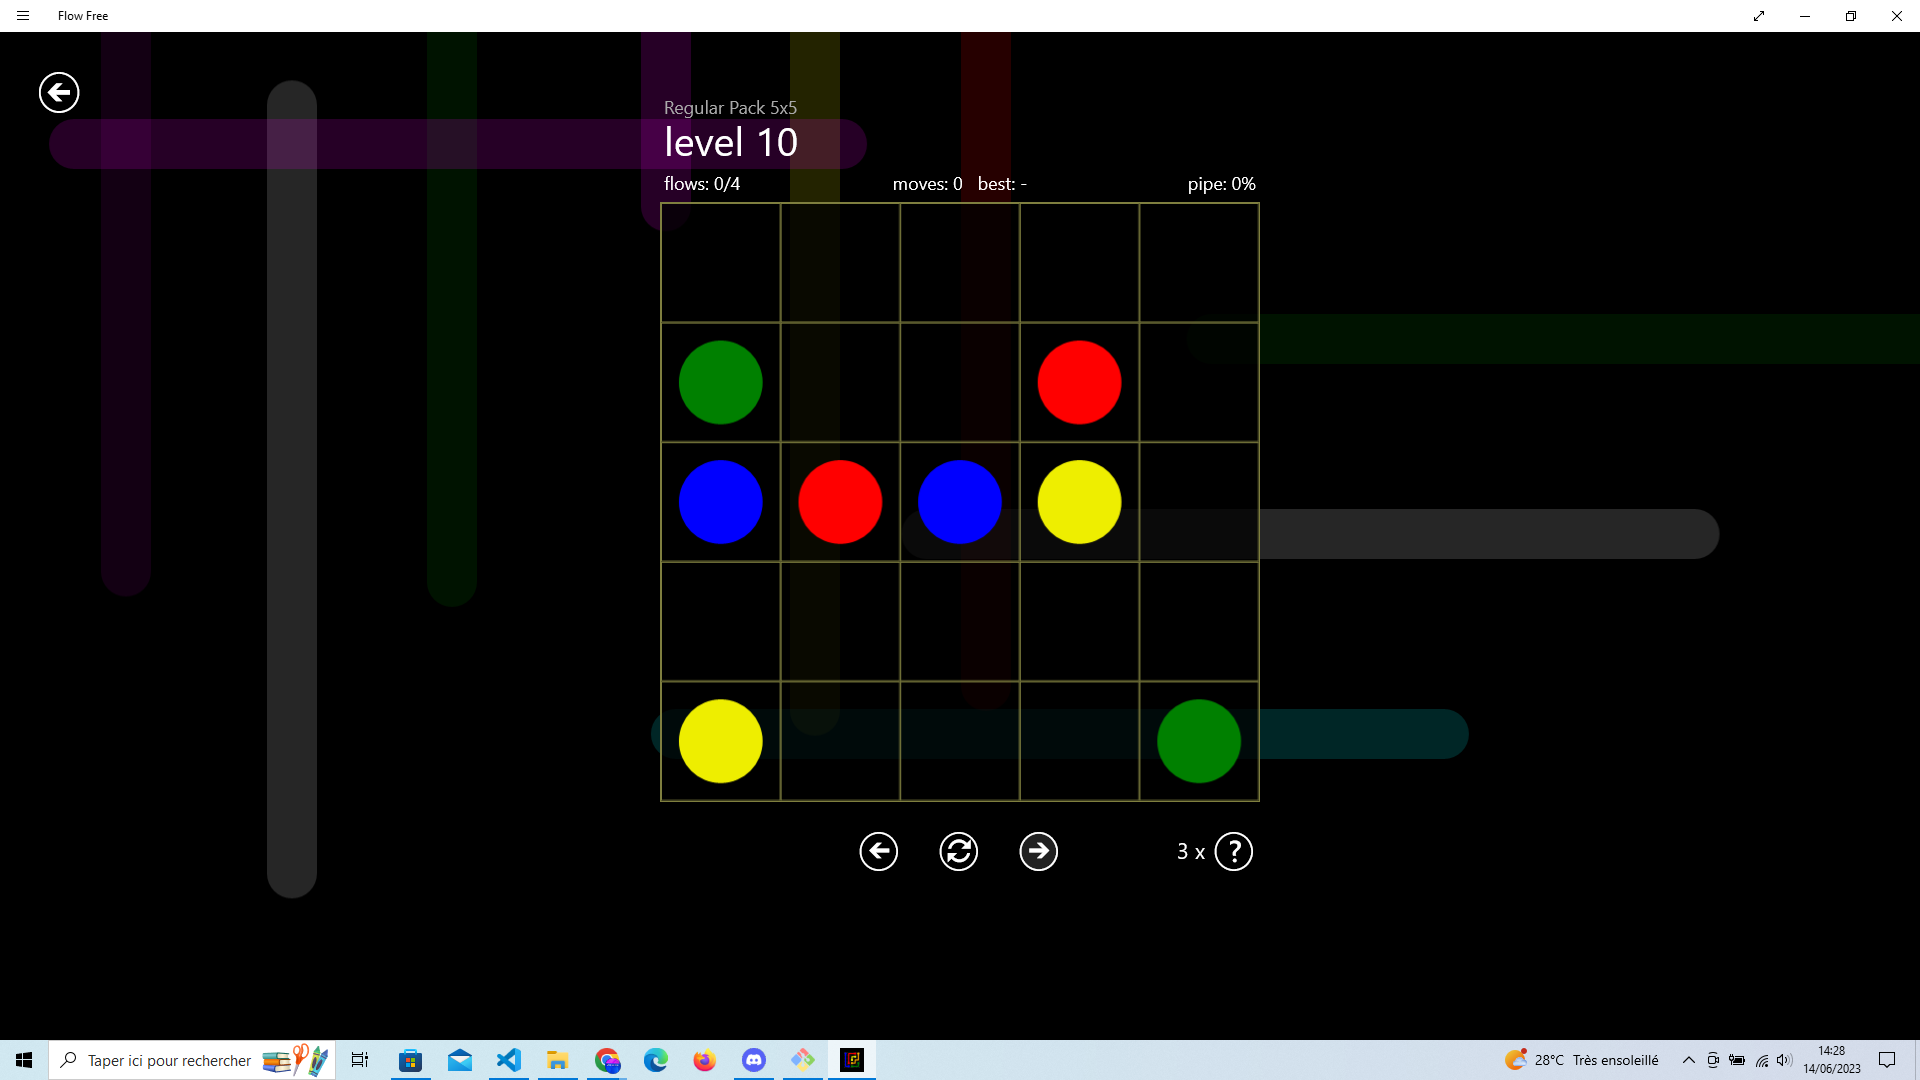 Flow Free
Regular Pack 5x5
level 10
flows: 0/4 moves: 0 best: - pipe: 0%
3 x ?
Taper ici pour rechercher
28°C Très ensoleillé
14:28
14/06/2023